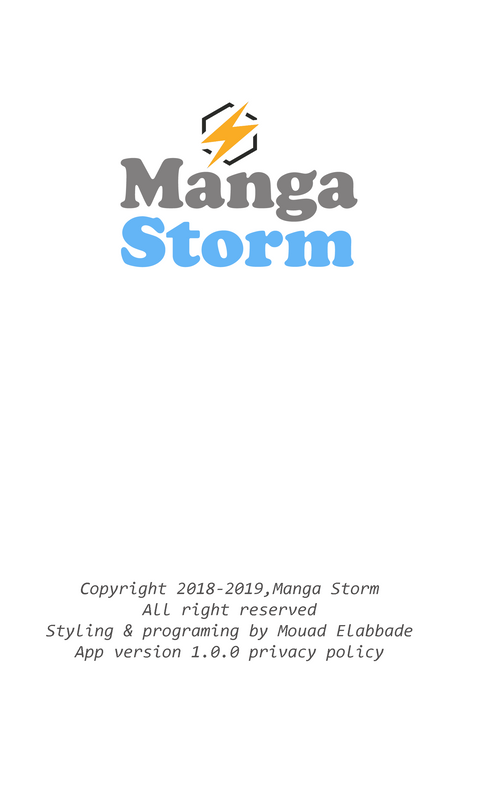 Manga
Storm
Copyright 2018-2019,Manga Storm
All right reserved
Styling & programing by Mouad Elabbade
App version 1.0.0 privacy policy